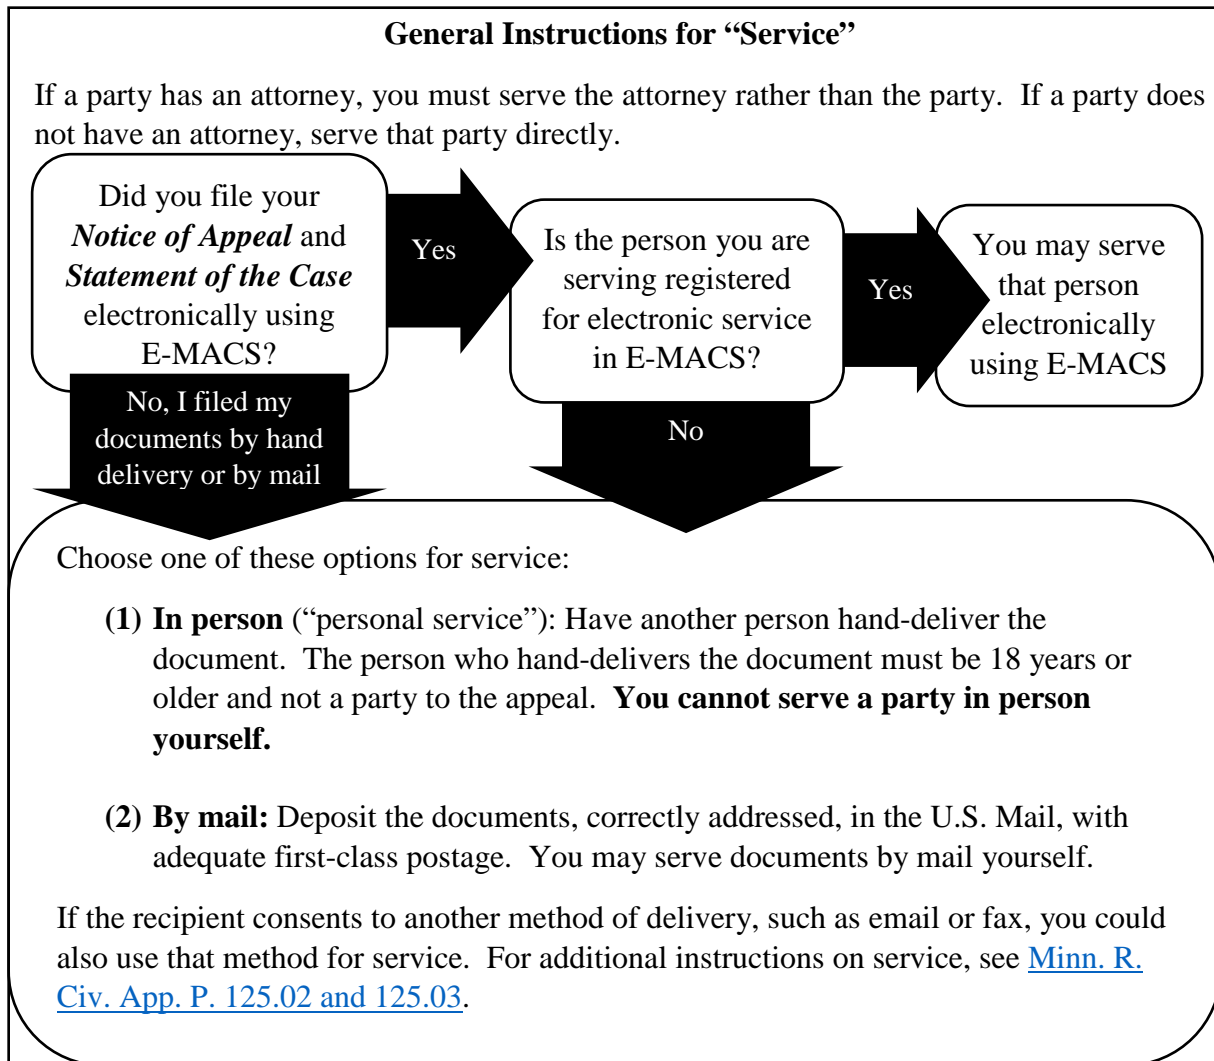 General Instructions for “Service”
If a party has an attorney, you must serve the attorney rather than the party.  If a party does
not have an attorney, serve that party directly.
Did you file your
Notice of Appeal and
Statement of the Case
electronically using
E-MACS?
Yes
Is the person you are
serving registered
for electronic service
in E-MACS?
Yes
You may serve
that person
electronically
using E-MACS
No, I filed my
documents by hand
delivery or by mail
No
Choose one of these options for service:
(1) In person (“personal service”): Have another person hand-deliver the
document.  The person who hand-delivers the document must be 18 years or
older and not a party to the appeal.  You cannot serve a party in person
yourself.
(2) By mail: Deposit the documents, correctly addressed, in the U.S. Mail, with
adequate first-class postage.  You may serve documents by mail yourself.
If the recipient consents to another method of delivery, such as email or fax, you could
also use that method for service.  For additional instructions on service, see Minn. R.
Civ. App. P. 125.02 and 125.03.